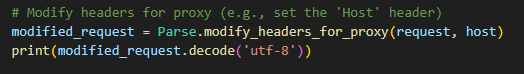 # Modify headers for proxy (e.g., set the 'Host' header)
modified_request = Parse.modify_headers_for_proxy(request, host)
print(modified_request.decode('utf-8'))